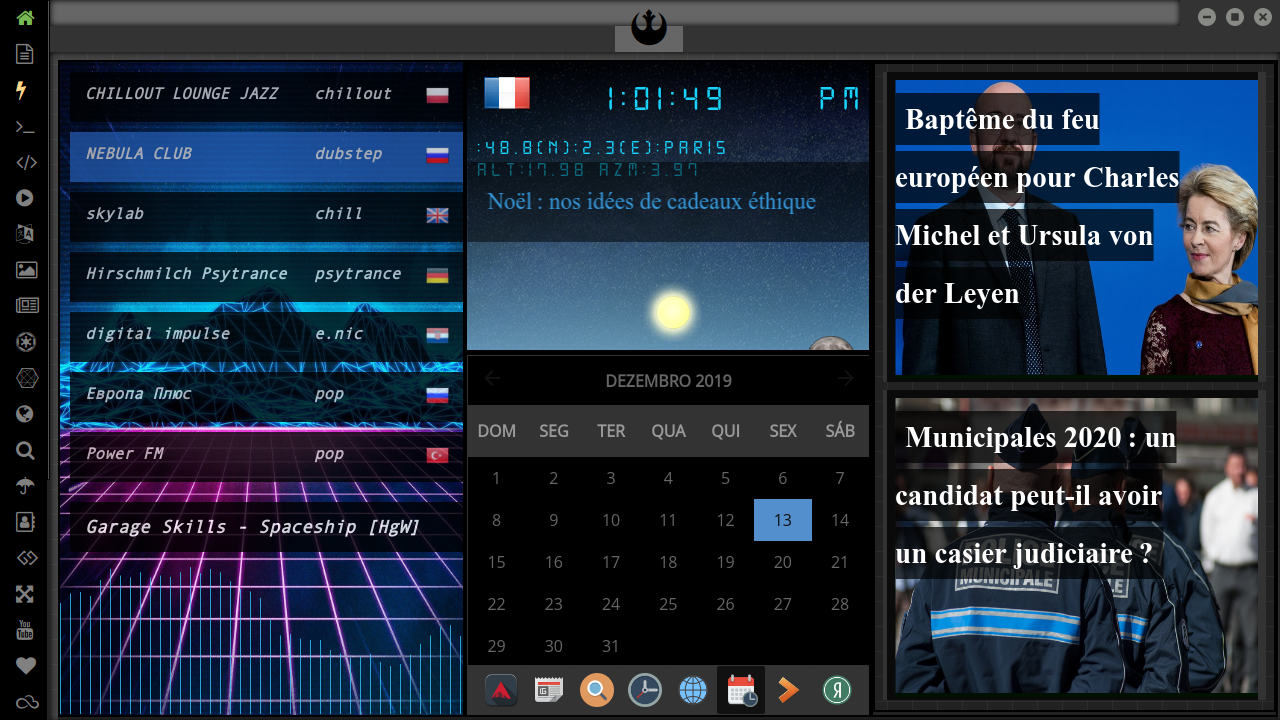 CHILLOUT LOUNGE JAZZ chillout
NEBULA CLUB dubstep
skylab chill
Hirschmilch Psytrance psytrance
digital impulse e.nic
Европа Плюс pop
Power FM pop
Garage Skills - Spaceship [HgW]
You
Tube
1:01:49 PM
:48.8(N):2.3(E):PARIS
ALT:17.98 AZM:3.97
Noël : nos idées de cadeaux éthique
DEZEMBRO 2019
DOM SEG TER QUA QUI SEX SÁB
1 2 3 4 5 6 7
8 9 10 11 12 13 14
15 16 17 18 19 20 21
22 23 24 25 26 27 28
29 30 31
Я
Baptême du feu
européen pour Charles
Michel et Ursula von
der Leyen
Municipales 2020 : un
candidat peut-il avoir
un casier judiciaire ?
POLICE
MUNICIPALE